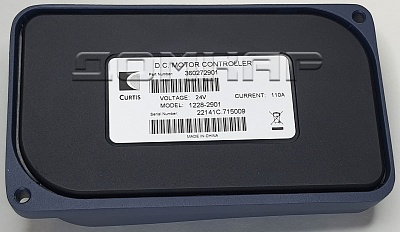 D.C. MOTOR CONTROLLER
Part Number: 360272901
CURTIS
VOLTAGE: 24V CURRENT: 110A
MODEL: 1228-2901
Serial Number: 22141C.715009
MADE IN CHINA